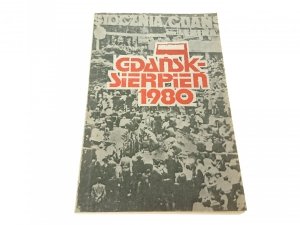 STOCZNIA GDAŃ
GDAŃSK-
SIERPIEŃ
1980